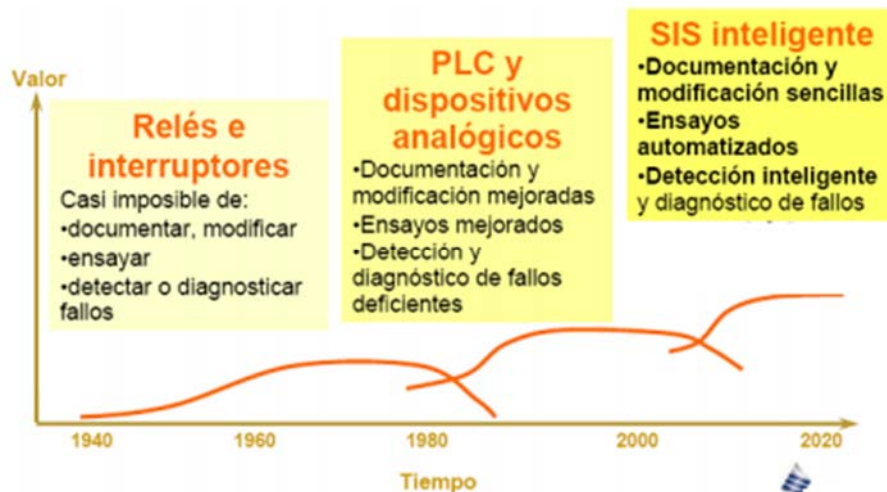 Valor
Relés e
interruptores
Casi imposible de:
•documentar, modificar
•ensayar
•detectar o diagnosticar
fallos
PLC y
dispositivos
analógicos
•Documentación y
modificación mejoradas
•Ensayos mejorados
•Detección y
diagnóstico de fallos
deficientes
SIS inteligente
•Documentación y
modificación sencillas
•Ensayos
automatizados
•Detección inteligente
y diagnóstico de fallos
1940 1960 1980 2000 2020
Tiempo